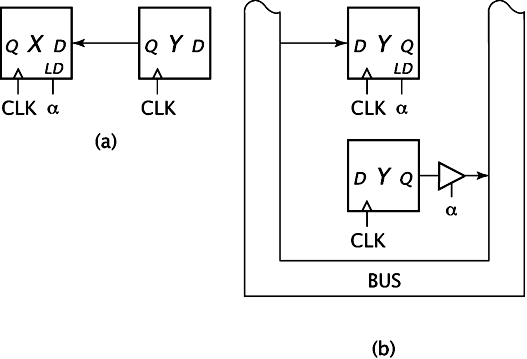 Q X D
LD
CLK α
Q Y D
CLK
(a)
D Y Q
LD
CLK α
D Y Q
α
CLK
BUS
(b)